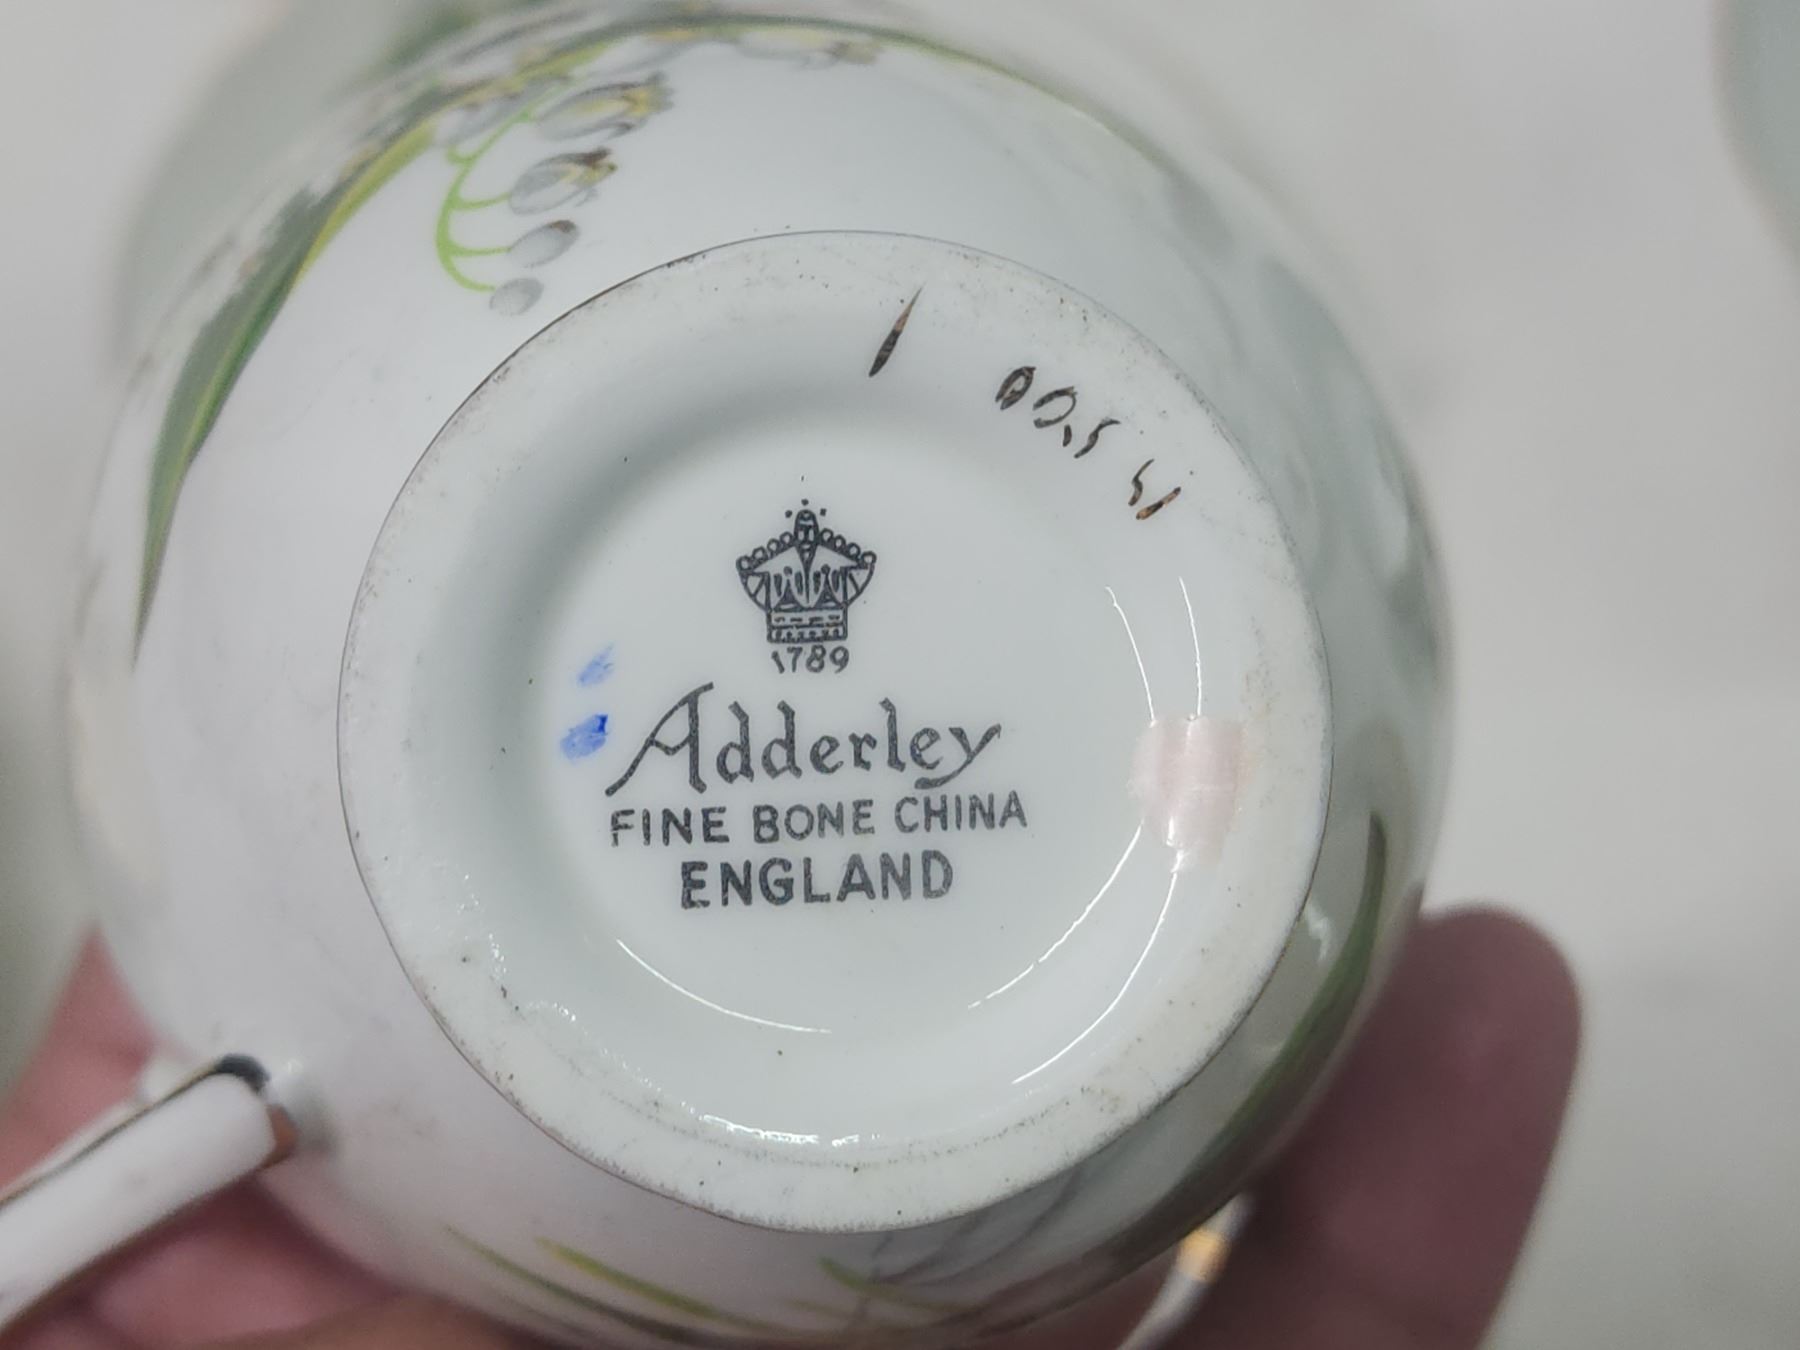 1789
Adderley
FINE BONE CHINA
ENGLAND